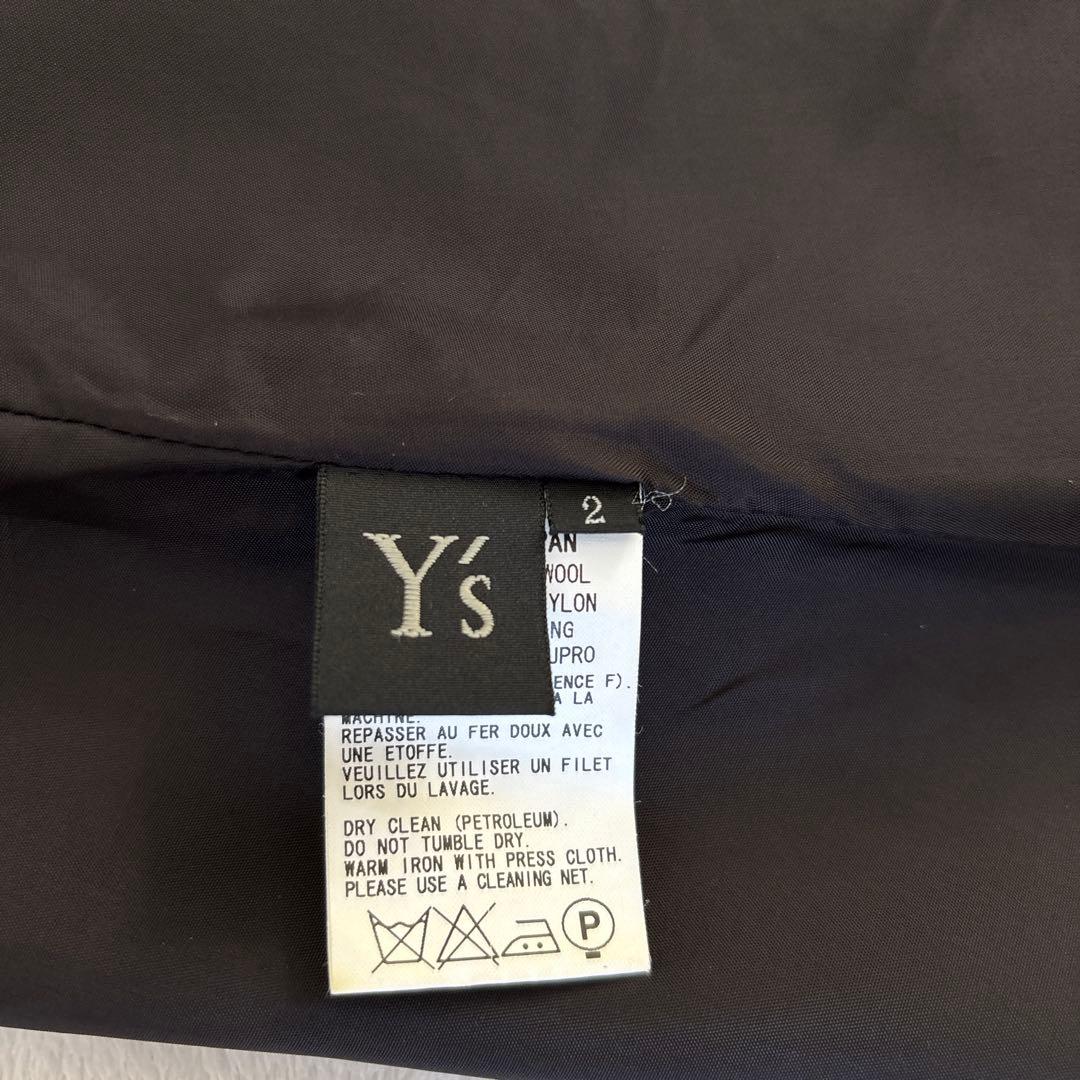 Y's
2
AN
WOOL
YLON
NG
UPRO
ENCE F).
A LA
MACHINE.
REPASSER AU FER DOUX AVEC
UNE ETOFFE.
VEUILLEZ UTILISER UN FILET
LORS DU LAVAGE.
DRY CLEAN (PETROLEUM).
DO NOT TUMBLE DRY.
WARM IRON WITH PRESS CLOTH.
PLEASE USE A CLEANING NET.
P